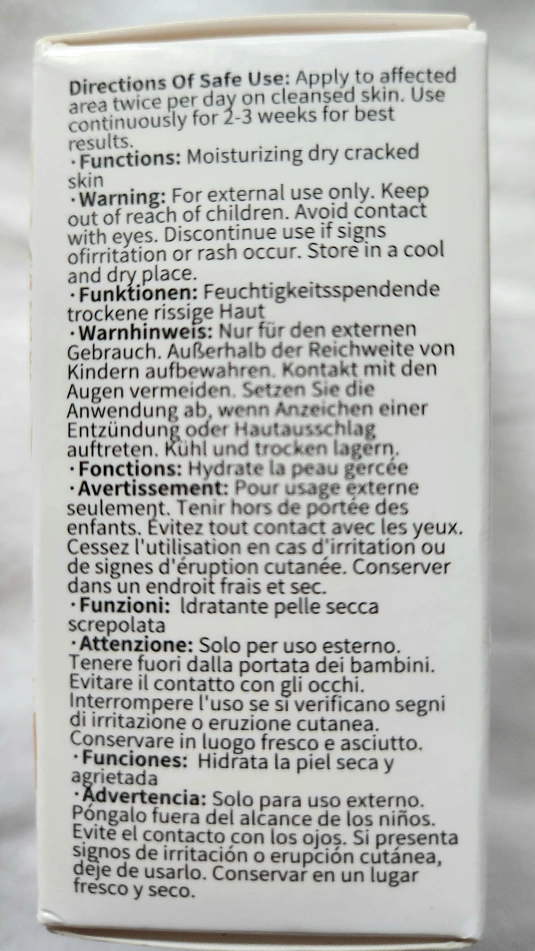 Directions Of Safe Use: Apply to affected
area twice per day on cleansed skin. Use
continuously for 2-3 weeks for best
results.
·Functions: Moisturizing dry cracked
skin
·Warning: For external use only. Keep
out of reach of children. Avoid contact
with eyes. Discontinue use if signs
ofirritation or rash occur. Store in a cool
and dry place.
·Funktionen: Feuchtigkeitsspendende
trockene rissige Haut
·Warnhinweis: Nur für den externen
Gebrauch. Außerhalb der Reichweite von
Kindern aufbewahren. Kontakt mit den
Augen vermeiden. Setzen Sie die
Anwendung ab, wenn Anzeichen einer
Entzündung oder Hautausschlag
auftreten. Kühl und trocken lagern.
·Fonctions: Hydrate la peau gercée
·Avertissement: Pour usage externe
seulement. Tenir hors de portée des
enfants. Évitez tout contact avec les yeux.
Cessez l'utilisation en cas d'irritation ou
de signes d'éruption cutanée. Conserver
dans un endroit frais et sec.
·Funzioni: ldratante pelle secca
screpolata
·Attenzione: Solo per uso esterno.
Tenere fuori dalla portata dei bambini.
Evitare il contatto con gli occhi.
Interrompere l'uso se si verificano segni
di irritazione o eruzione cutanea.
Conservare in luogo fresco e asciutto.
·Funciones: Hidrata la piel seca y
agrietada
·Advertencia: Solo para uso externo.
Póngalo fuera del alcance de los niños.
Evite el contacto con los ojos. Si presenta
signos de irritación o erupción cutánea,
deje de usarlo. Conservar en un lugar
fresco y seco.